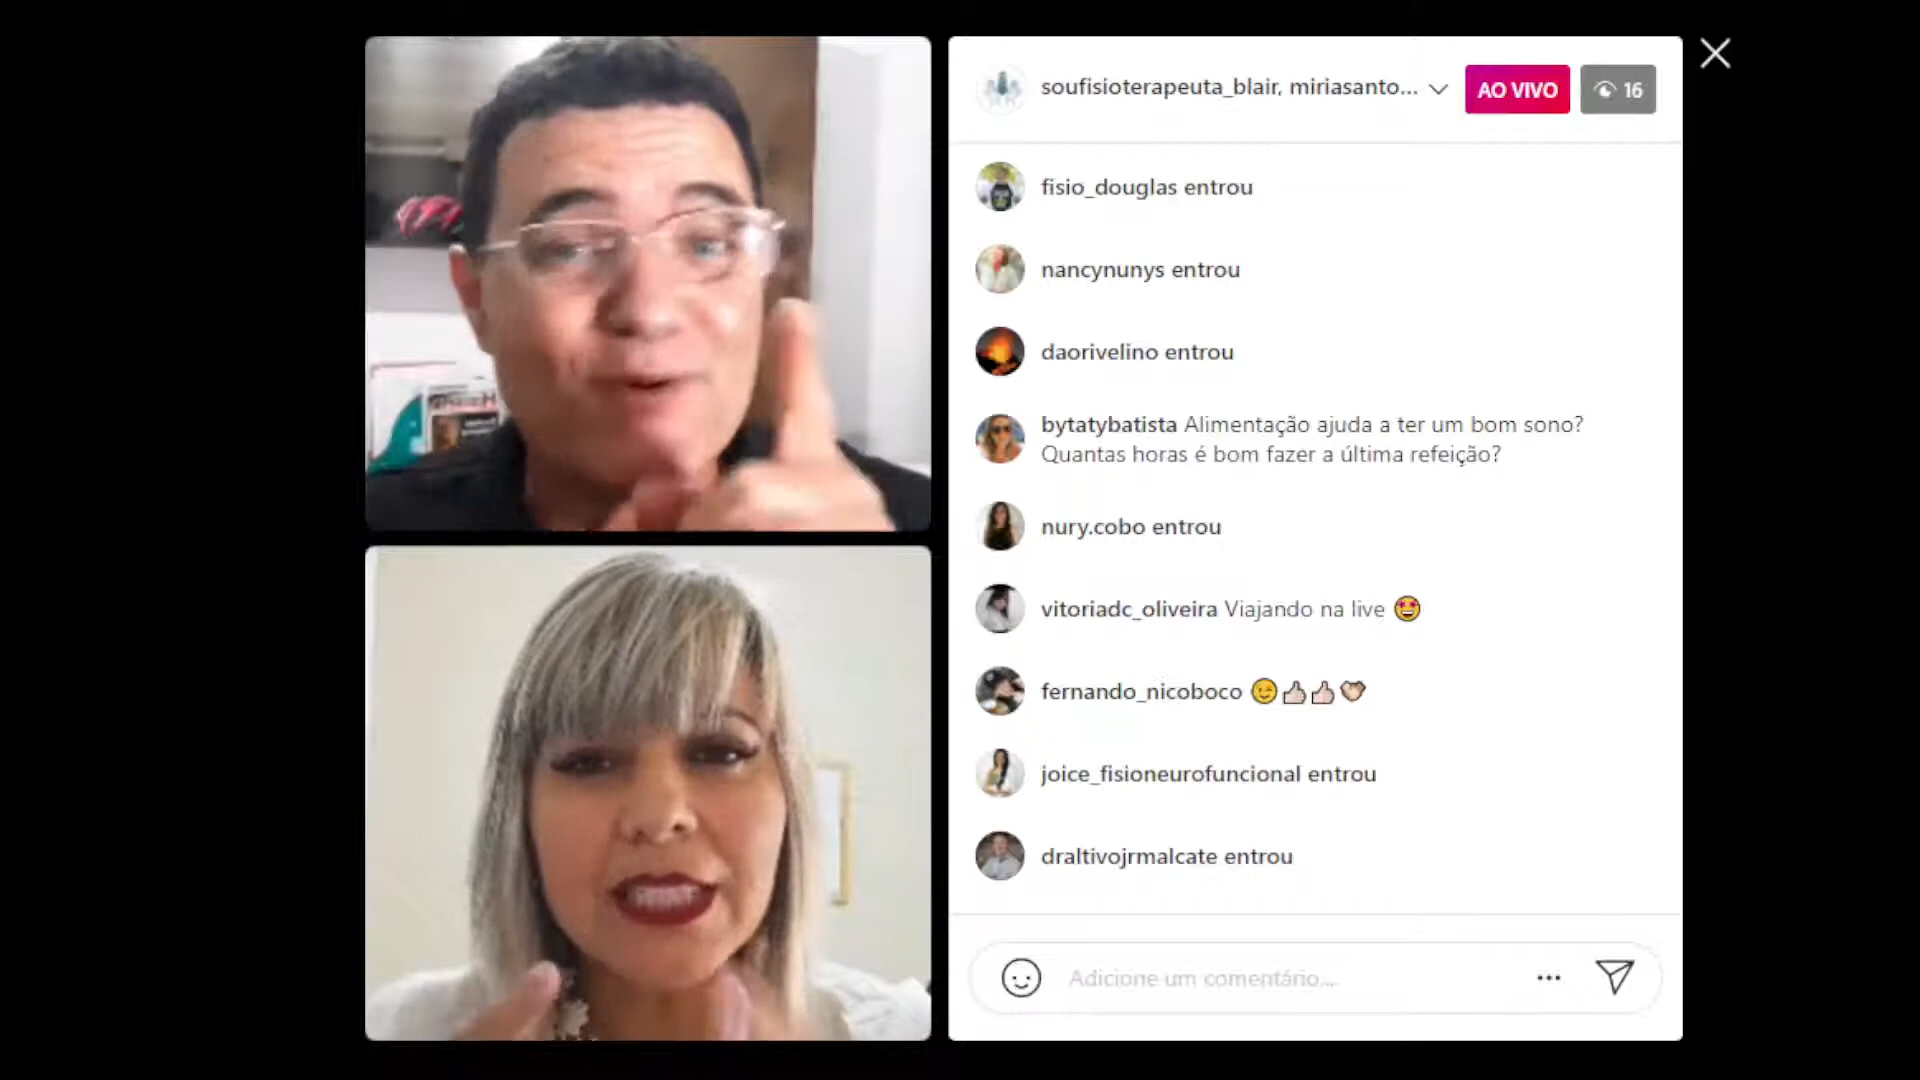 soufisioterapeuta_blair, miriasanto...
AO VIVO
16
fisio_douglas entrou
nancynunys entrou
daorivelino entrou
bytatybatista Alimentação ajuda a ter um bom sono?
Quantas horas é bom fazer a última refeição?
nury.cobo entrou
vitoriadc_oliveira Viajando na live 🤩
fernando_nicoboco 😉👍🏻👍🏻👏🏻
joice_fisioneurofuncional entrou
draltivojrmalcate entrou
Adicione um comentário...